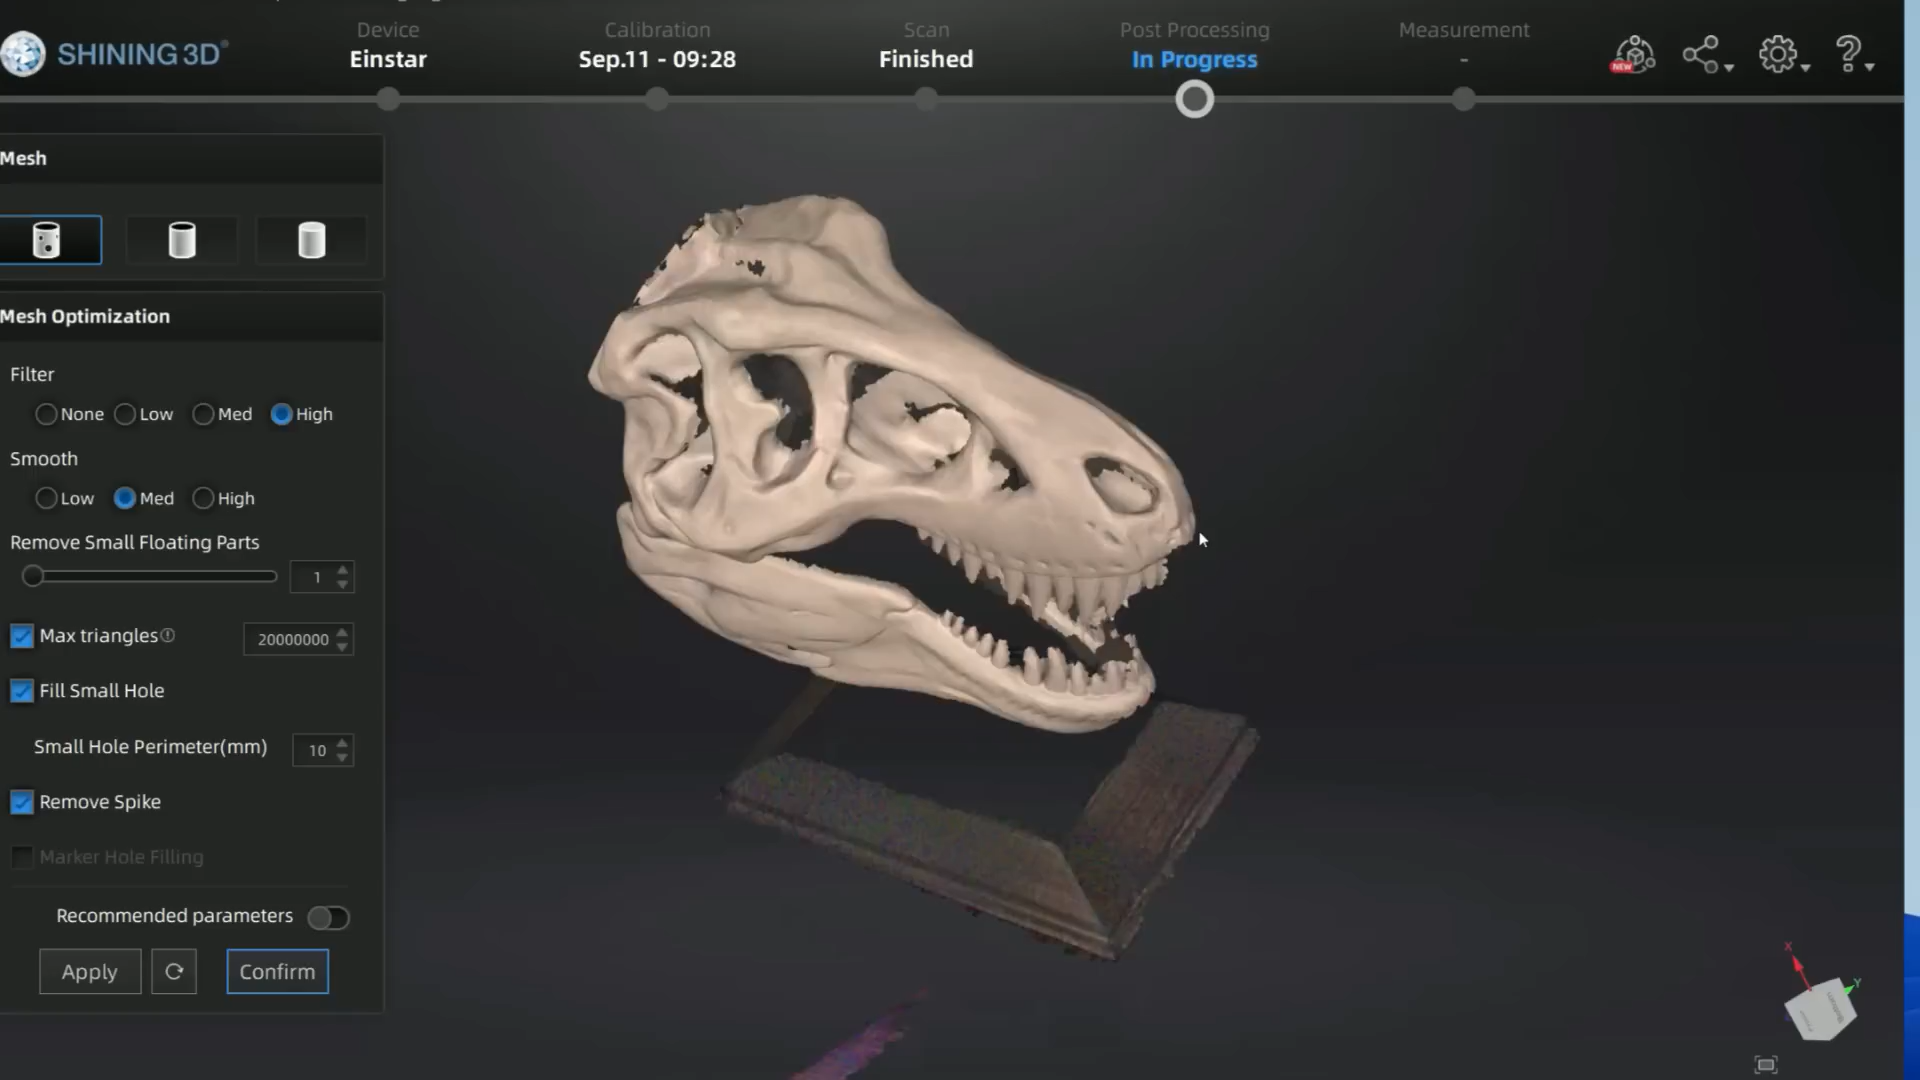 SHINING 3D®
Device
Einstar
Calibration
Sep.11 - 09:28
Scan
Finished
Post Processing
In Progress
Measurement
-
NEW
Mesh
Mesh Optimization
Filter
None Low Med High
Smooth
Low Med High
Remove Small Floating Parts
1
Max triangles 20000000
Fill Small Hole
Small Hole Perimeter(mm) 10
Remove Spike
Marker Hole Filling
Recommended parameters
Apply Confirm
X
Y